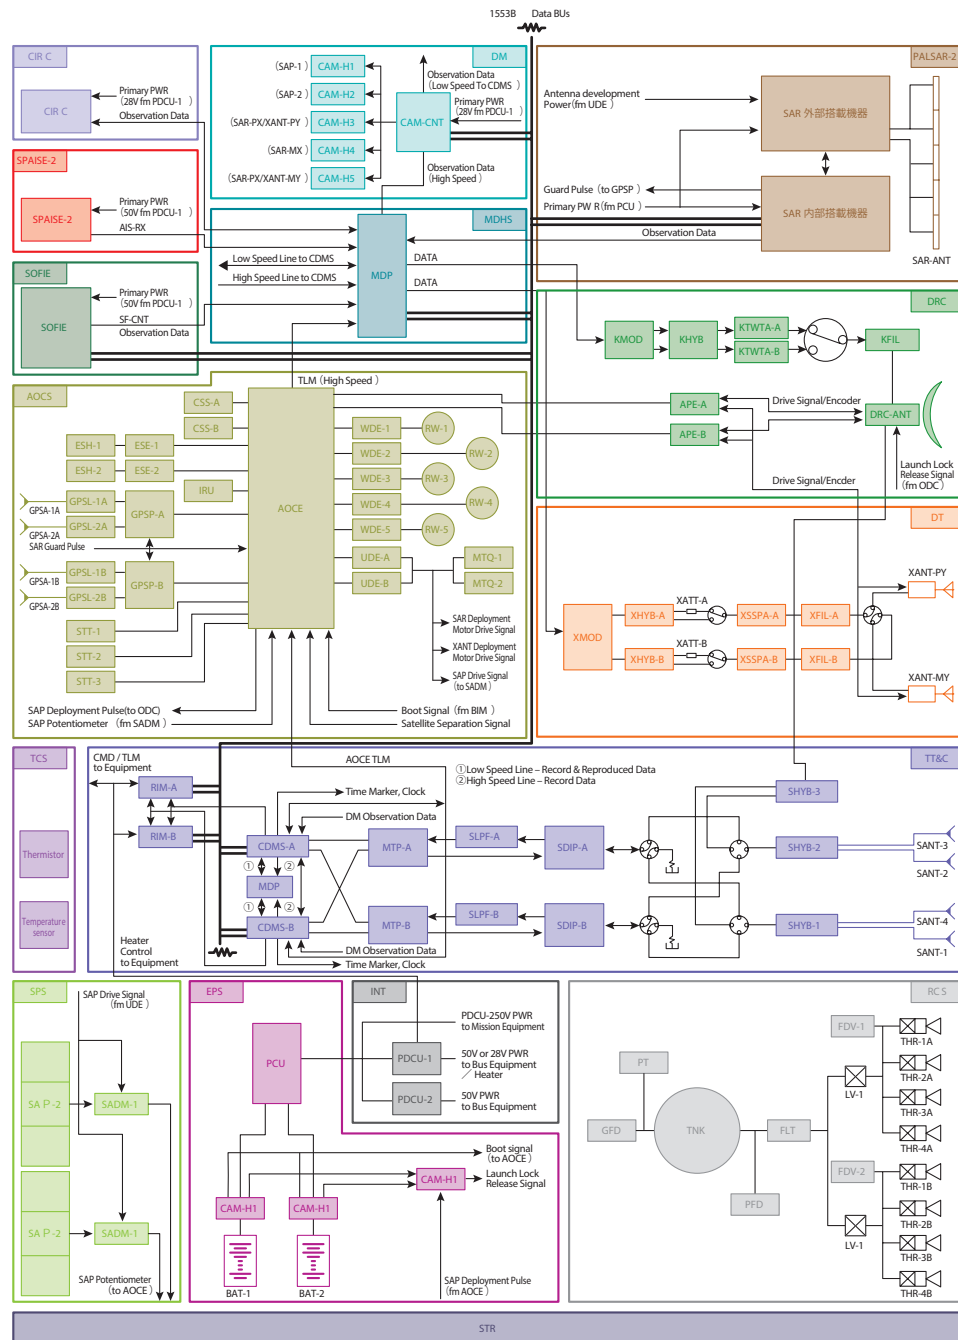 1553B Data BUs
CIR C
CIR C
Primary PWR
(28V fm PDCU-1 )
Observation Data
SPAISE-2
SPAISE-2
Primary PWR
(50V fm PDCU-1 )
AIS-RX
SOFIE
SOFIE
Primary PWR
(50V fm PDCU-1 )
SF-CNT
Observation Data
DM
(SAP-1) CAM-H1
(SAP-2) CAM-H2
(SAR-PX/XANT-PY) CAM-H3
(SAR-MX) CAM-H4
(SAR-PX/XANT-MY) CAM-H5
CAM-CNT
Observation Data
(Low Speed To CDMS)
Primary PWR
(28V fm PDCU-1 )
Observation Data
(High Speed)
MDHS
MDP
Low Speed Line to CDMS
High Speed Line to CDMS
DATA
DATA
TLM (High Speed )
PALSAR-2
Antenna development
Power(fm UDE )
SAR 外部搭載機器
Guard Pulse (to GPSP )
Primary PW R(fm PCU )
SAR 内部搭載機器
Observation Data
SAR-ANT
DRC
KMOD
KHYB
KTWTA-A
KTWTA-B
KFIL
APE-A
APE-B
Drive Signal/Encoder
DRC-ANT
Launch Lock
Release Signal
(fm ODC )
Drive Signal/Encder
AOCS
CSS-A
CSS-B
ESH-1 ESE-1
ESH-2 ESE-2
IRU
GPSA-1A
GPSL-1A
GPSA-2A
GPSL-2A
GPSP-A
SAR Guard Pulse
GPSA-1B
GPSL-1B
GPSA-2B
GPSL-2B
GPSP-B
STT-1
STT-2
STT-3
AOCE
WDE-1 RW-1
WDE-2 RW-2
WDE-3 RW-3
WDE-4 RW-4
WDE-5 RW-5
UDE-A
UDE-B
MTQ-1
MTQ-2
SAR Deployment
Motor Drive Signal
XANT Deployment
Motor Drive Signal
SAP Drive Signal
(to SADM )
SAP Deployment Pulse(to ODC)
SAP Potentiometer (fm SADM )
Boot Signal (fm BIM )
Satellite Separation Signal
DT
XMOD
XHYB-A
XHYB-B
XATT-A
XATT-B
XSSPA-A
XSSPA-B
XFIL-A
XFIL-B
XANT-PY
XANT-MY
TCS
Thermistor
Temperature
sensor
TT&C
CMD / TLM
to Equipment
RIM-A
RIM-B
Heater
Control
to Equipment
AOCE TLM
①Low Speed Line – Record & Reproduced Data
②High Speed Line – Record Data
Time Marker, Clock
DM Observation Data
CDMS-A
① ②
MDP
① ②
CDMS-B
DM Observation Data
Time Marker, Clock
MTP-A
MTP-B
SLPF-A
SLPF-B
SDIP-A
SDIP-B
SHYB-3
SHYB-2
SHYB-1
SANT-3
SANT-2
SANT-4
SANT-1
SPS
SAP Drive Signal
(fm UDE )
SA P-2
SADM-1
SA P-2
SADM-1
SAP Potentiometer
(to AOCE )
EPS
PCU
CAM-H1
CAM-H1
CAM-H1
BAT-1
BAT-2
Boot signal
(to AOCE )
Launch Lock
Release Signal
SAP Deployment Pulse
(fm AOCE )
INT
PDCU-1
PDCU-2
PDCU-250V PWR
to Mission Equipment
50V or 28V PWR
to Bus Equipment
／ Heater
50V PWR
to Bus Equipment
RC S
PT
GFD
TNK
PFD
FLT
FDV-1
LV-1
FDV-2
LV-1
THR-1A
THR-2A
THR-3A
THR-4A
THR-1B
THR-2B
THR-3B
THR-4B
STR